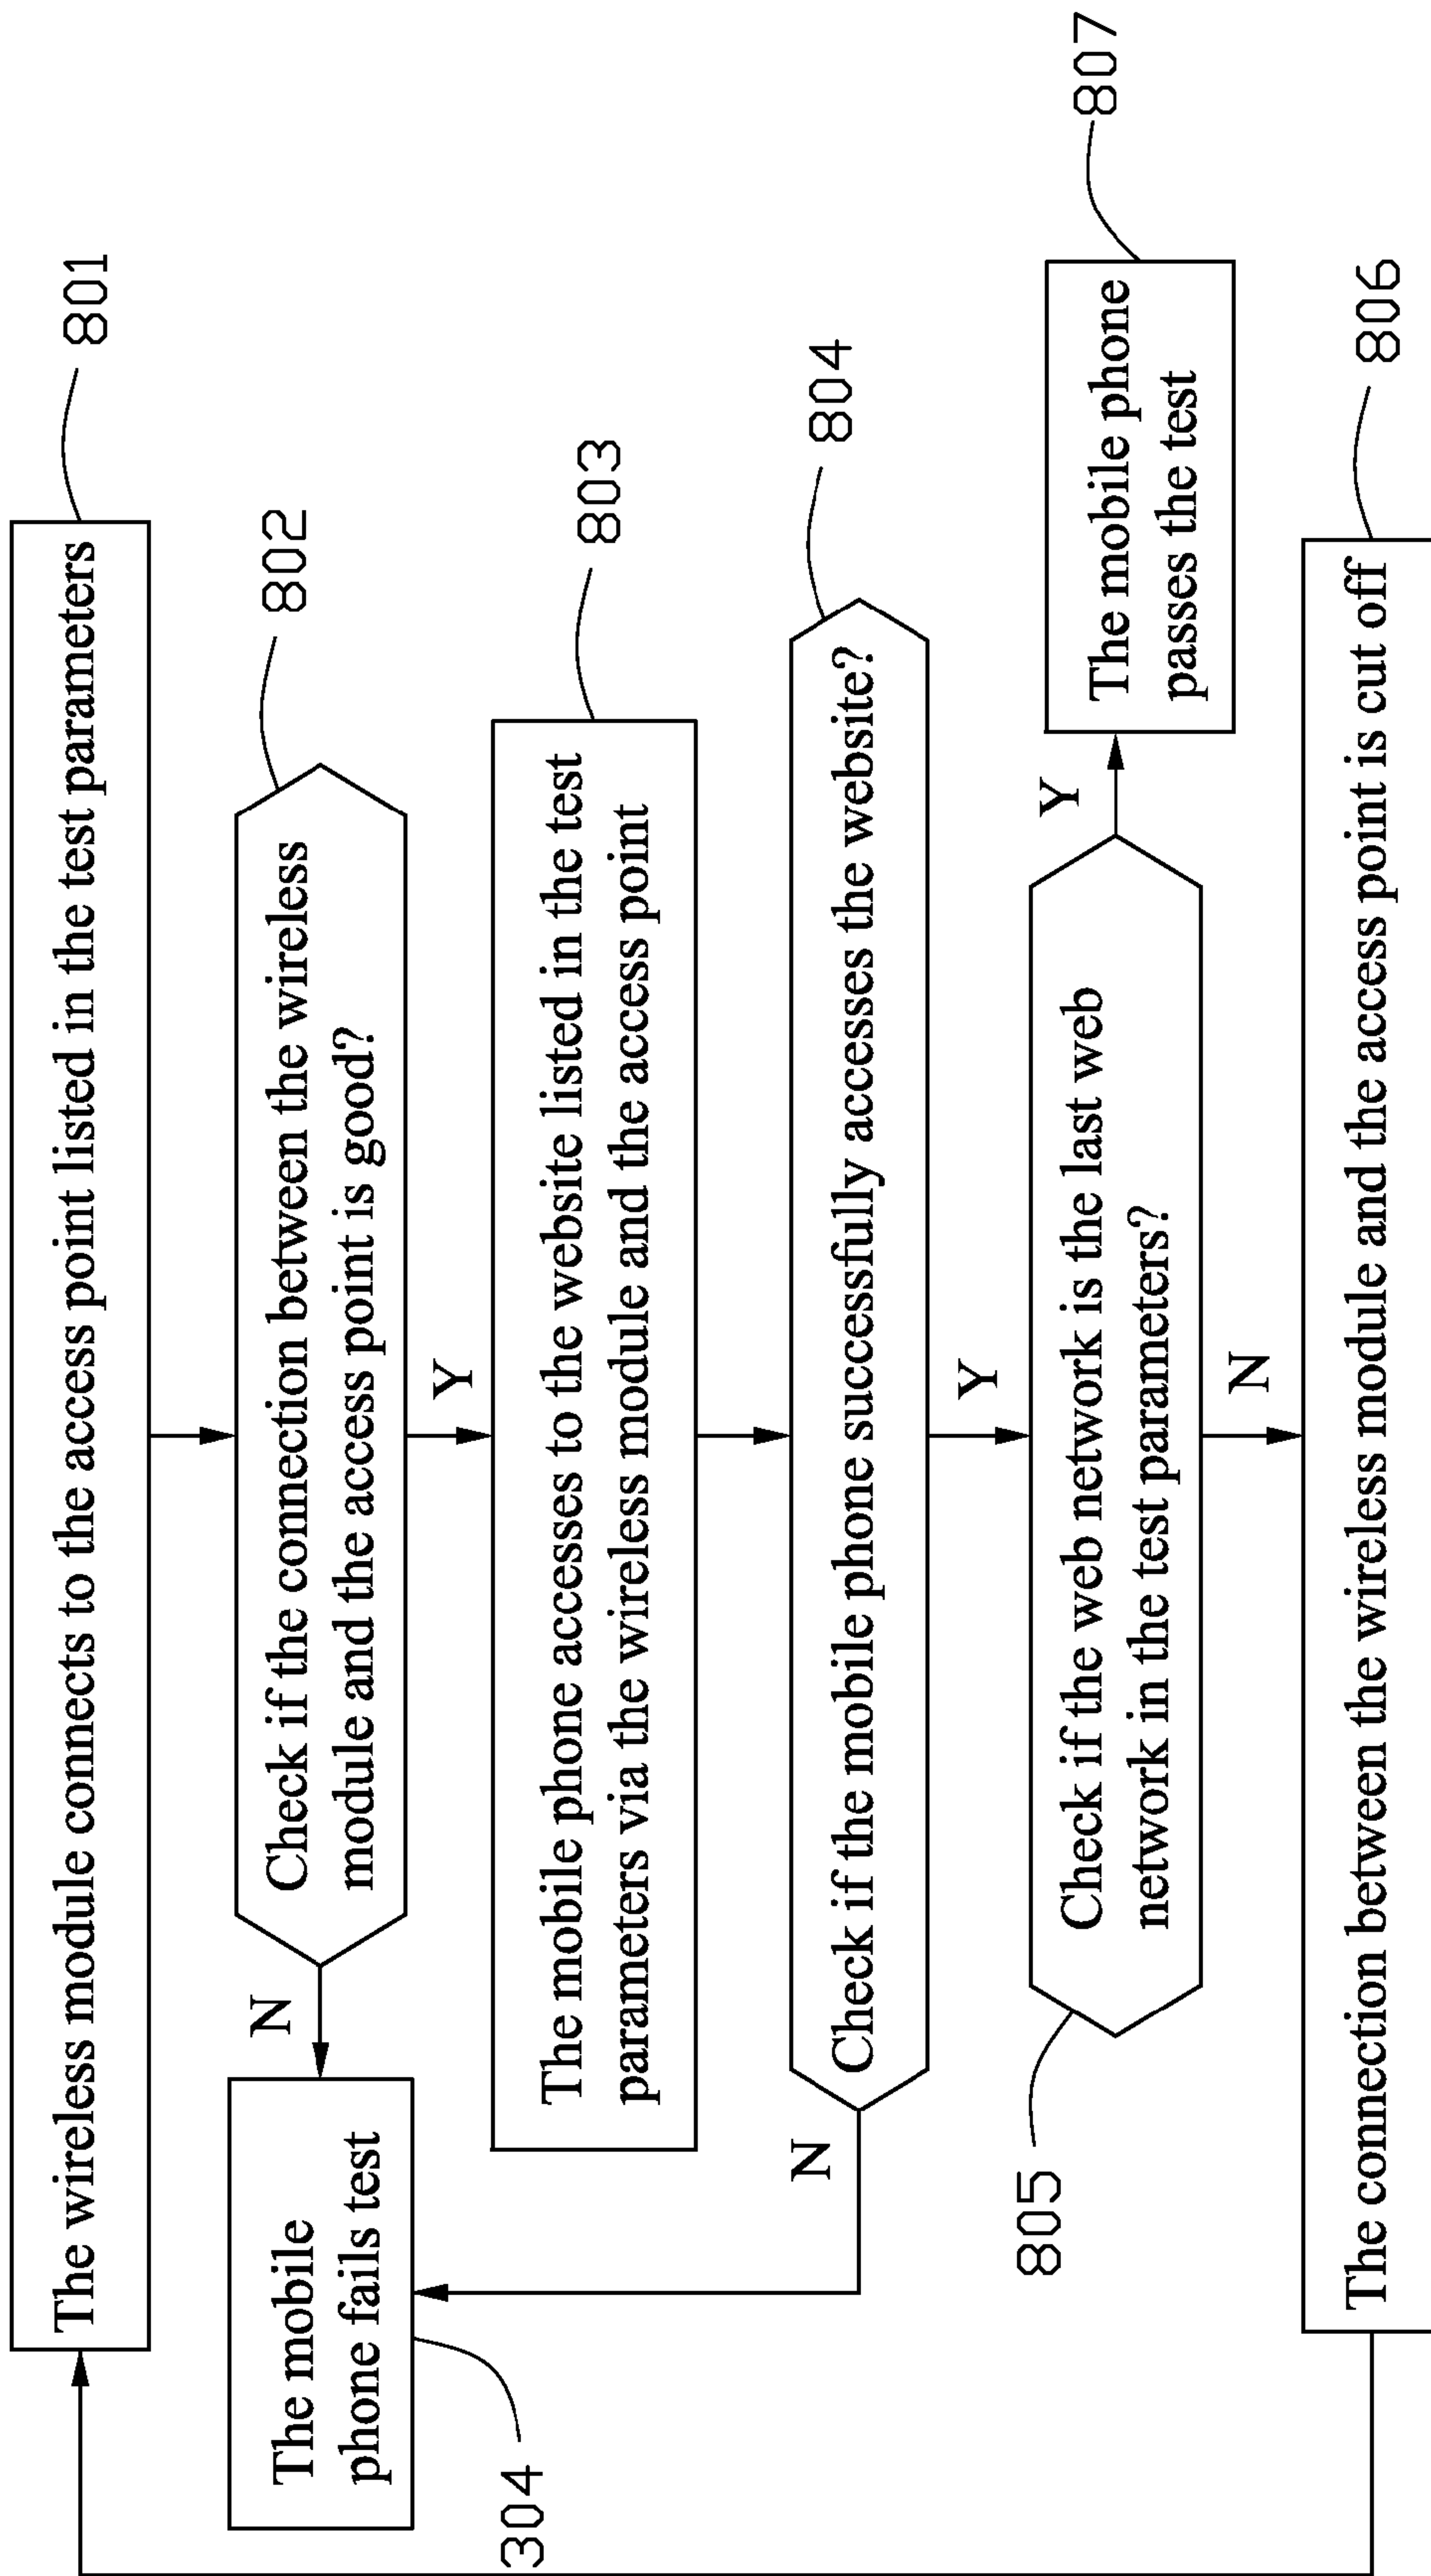 The wireless module connects to the access point listed in the test parameters
801
Check if the connection between the wireless
module and the access point is good?
802
N
The mobile
phone fails test
304
Y
The mobile phone accesses to the website listed in the test
parameters via the wireless module and the access point
803
Check if the mobile phone successfully accesses the website?
804
N
Y
Check if the web network is the last web
network in the test parameters?
805
Y
The mobile phone
passes the test
807
N
The connection between the wireless module and the access point is cut off
806